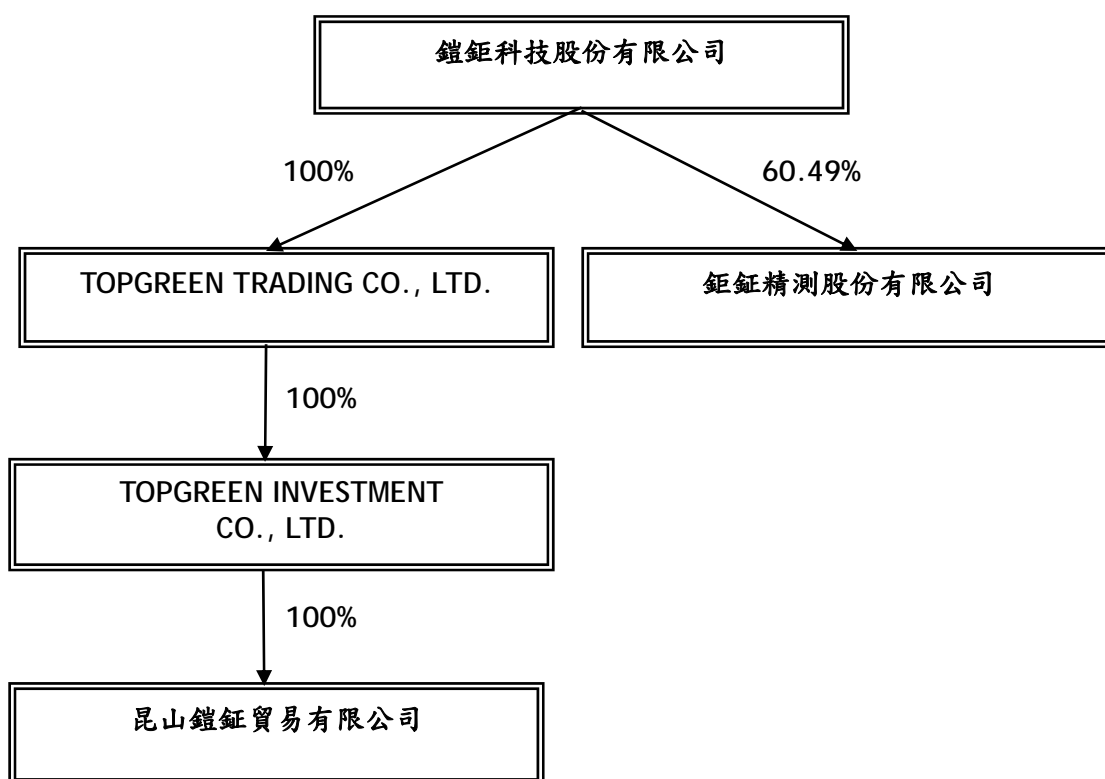 鎧鉅科技股份有限公司
100%
60.49%
TOPGREEN TRADING CO., LTD.
鉅鉦精測股份有限公司
100%
TOPGREEN INVESTMENT
CO., LTD.
100%
昆山鎧鉦貿易有限公司